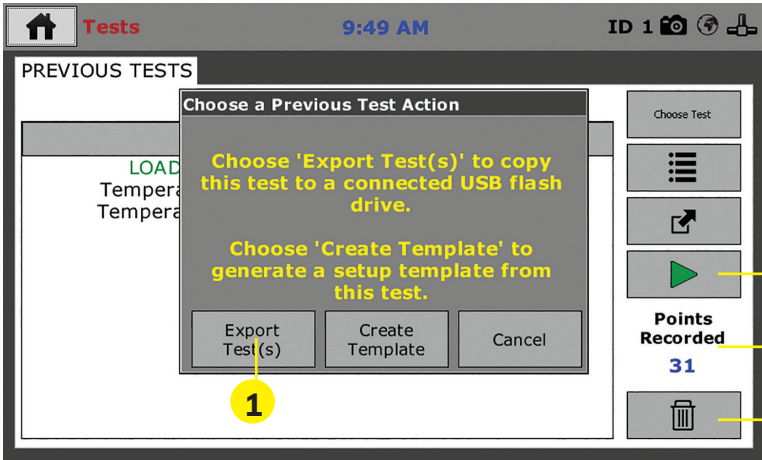 Tests
9:49 AM
ID 1
PREVIOUS TESTS
Choose a Previous Test Action
Choose 'Export Test(s)' to copy
this test to a connected USB flash
drive.
Choose 'Create Template' to
generate a setup template from
this test.
Export
Test(s)
Create
Template
Cancel
1
LOAD
Tempera
Tempera
Choose Test
Points
Recorded
31